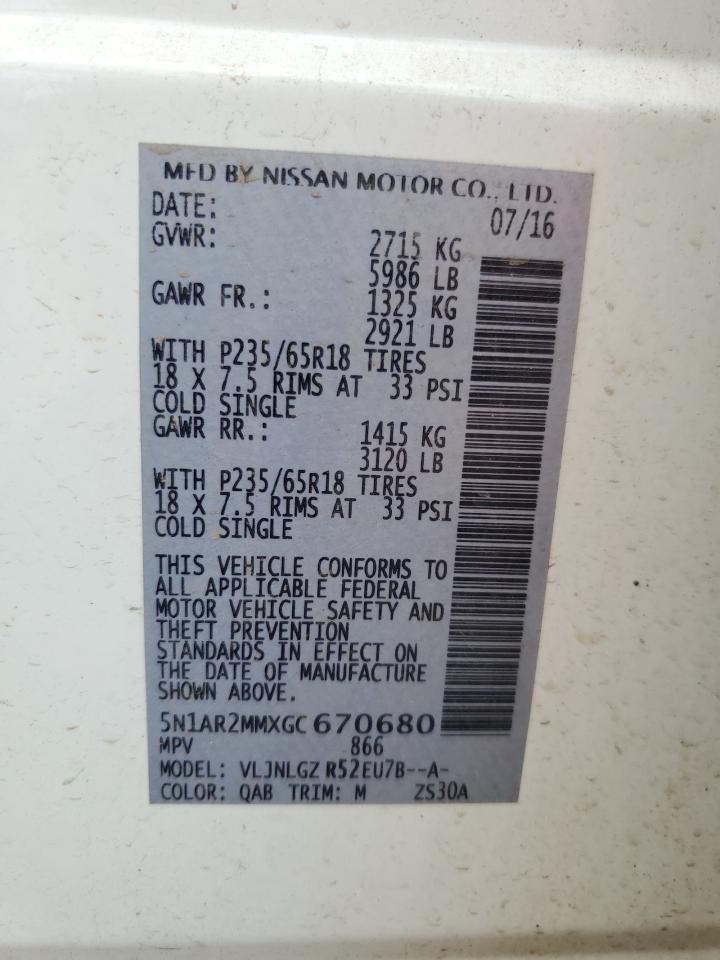 MFD BY NISSAN MOTOR CO., LTD.
DATE: 07/16
GVWR: 2715 KG
5986 LB
GAWR FR.: 1325 KG
2921 LB
WITH P235/65R18 TIRES
18 X 7.5 RIMS AT 33 PSI
COLD SINGLE
GAWR RR.: 1415 KG
3120 LB
WITH P235/65R18 TIRES
18 X 7.5 RIMS AT 33 PSI
COLD SINGLE
THIS VEHICLE CONFORMS TO
ALL APPLICABLE FEDERAL
MOTOR VEHICLE SAFETY AND
THEFT PREVENTION
STANDARDS IN EFFECT ON
THE DATE OF MANUFACTURE
SHOWN ABOVE.
5N1AR2MMXGC 670680
MPV 866
MODEL: VLJNLGZ R52EU7B--A-
COLOR: QAB TRIM: M ZS30A